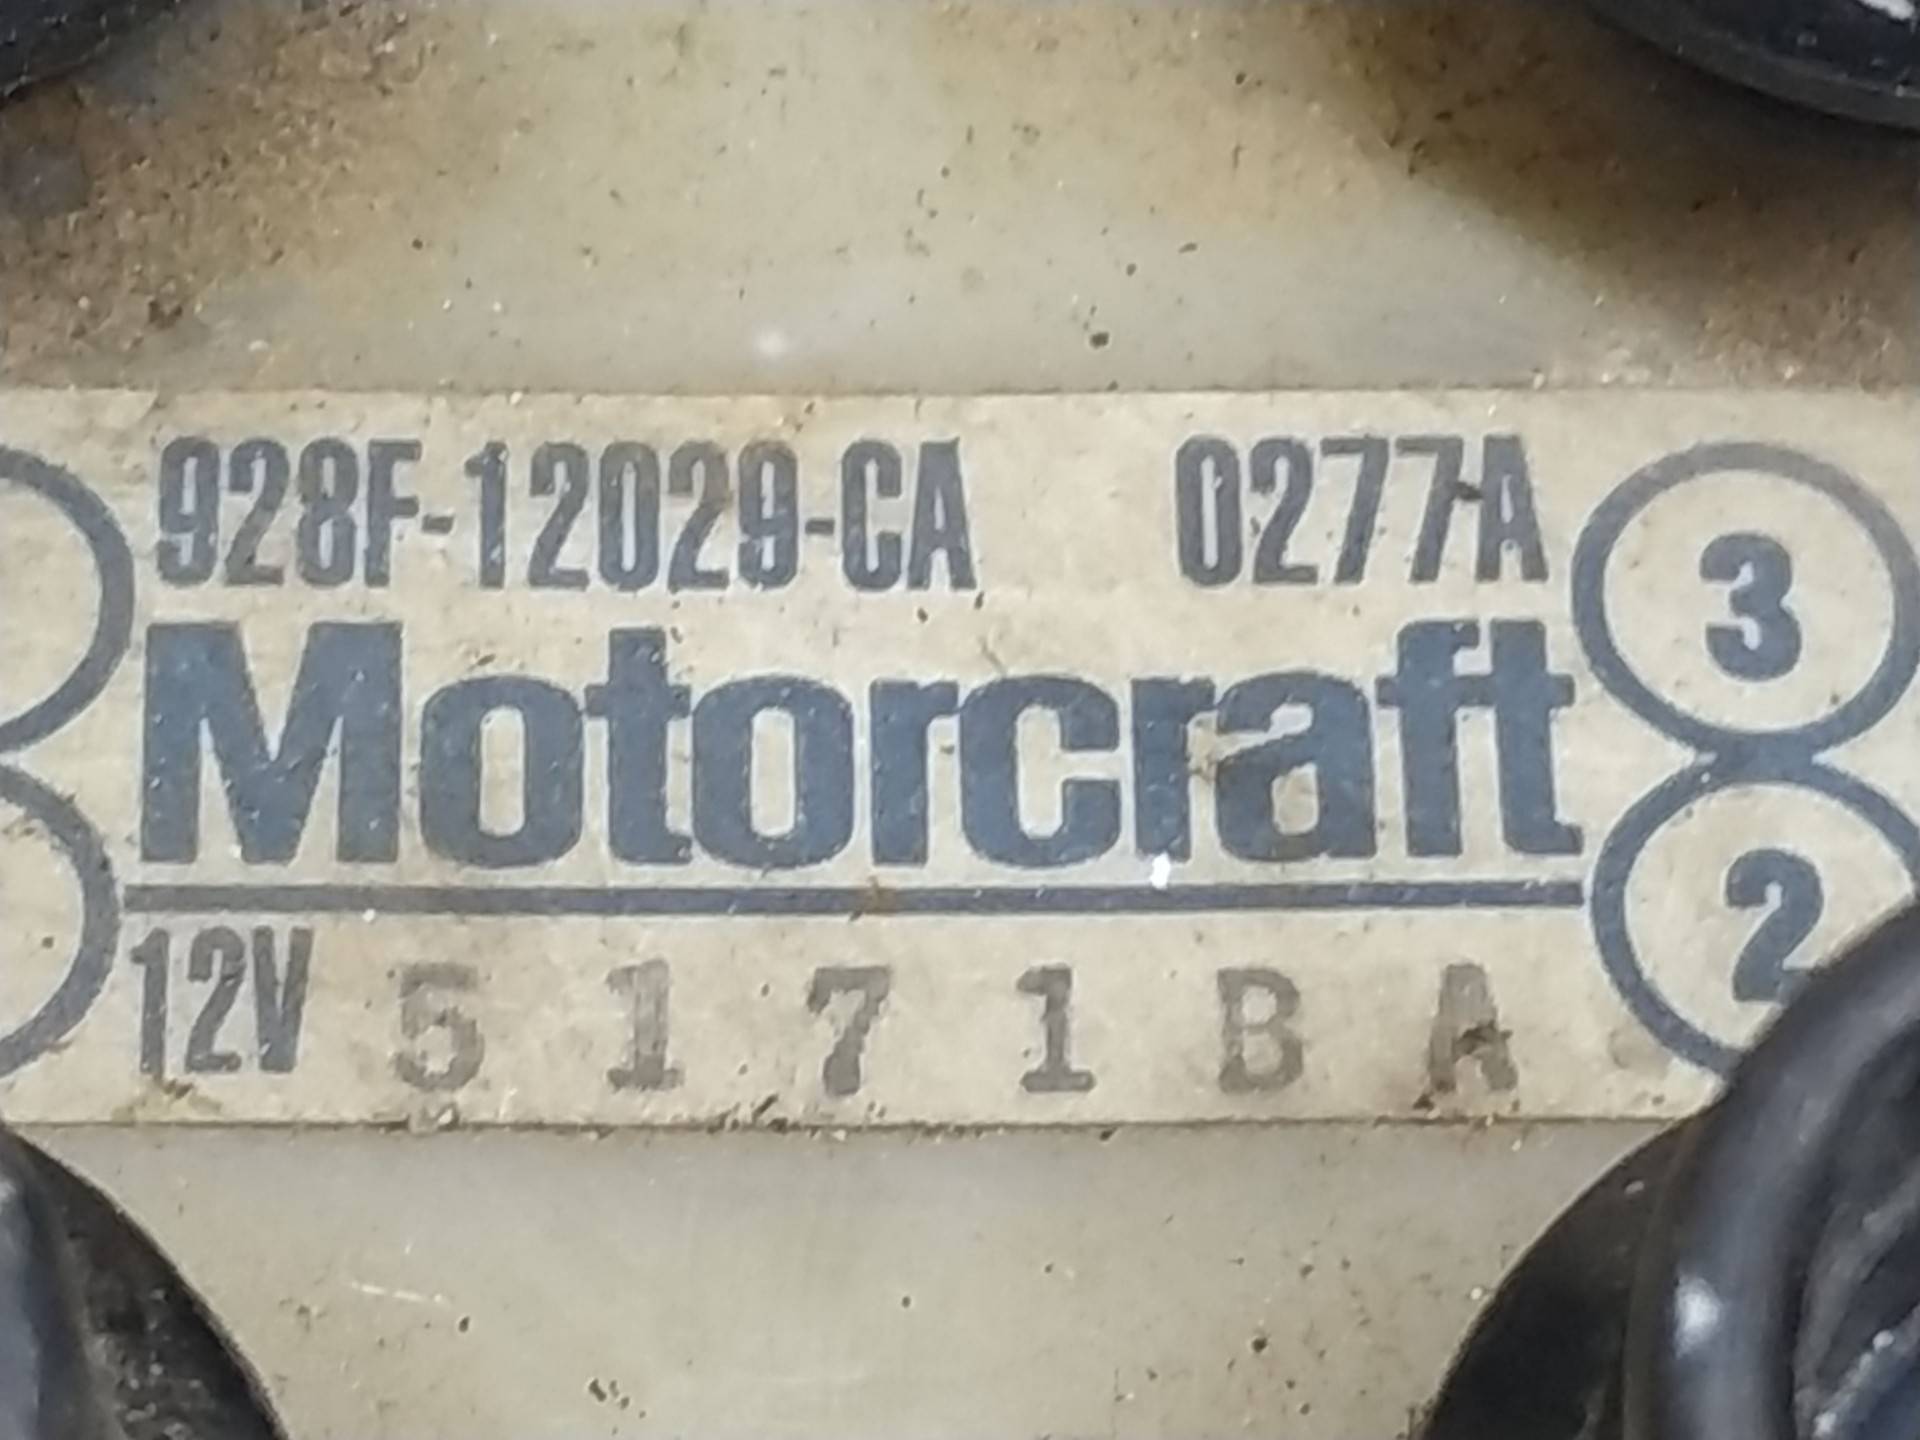 928F-12029-CA 0277A
3
Motorcraft
2
12V 5 1 7 1 B A